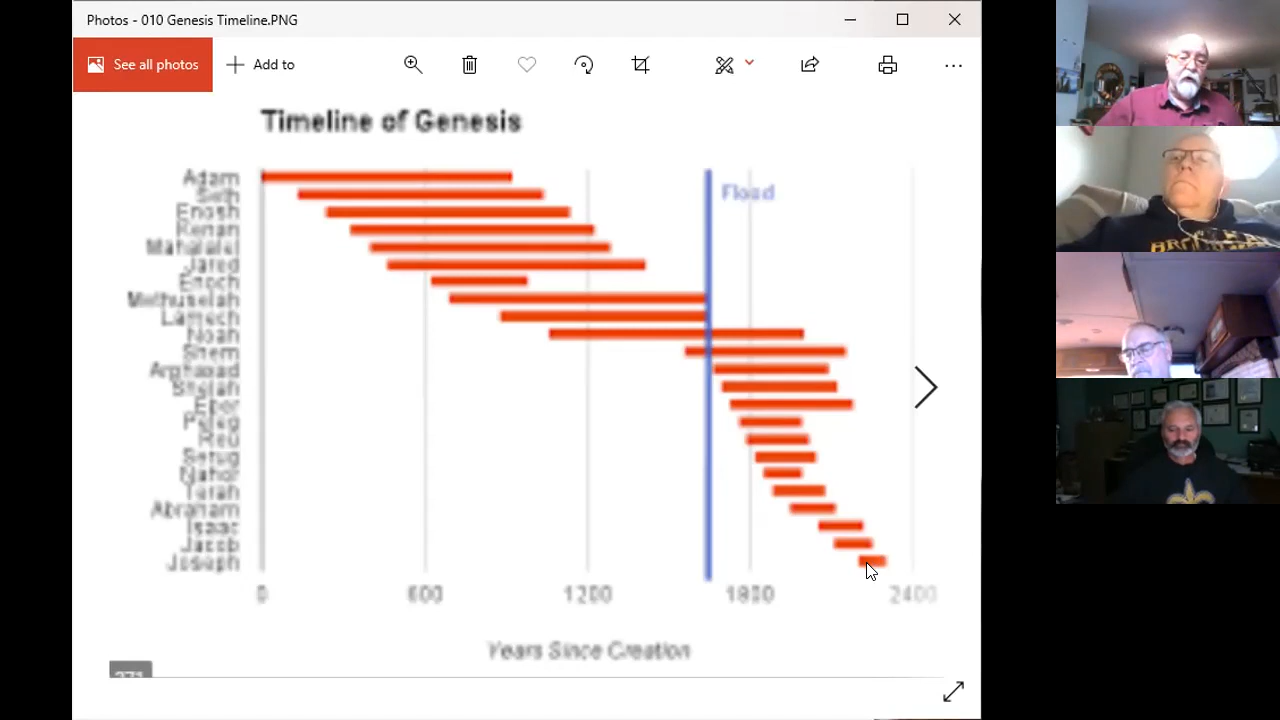 Photos - 010 Genesis Timeline.PNG
See all photos
Add to
Timeline of Genesis
Flood
Adam
Seth
Enosh
Kenan
Mahalalel
Jared
Enoch
Methuselah
Lamech
Noah
Shem
Arphaxad
Shelah
Eber
Peleg
Reu
Serug
Nahor
Terah
Abraham
Isaac
Jacob
Joseph
0 600 1200 1800 2400
Years Since Creation
271